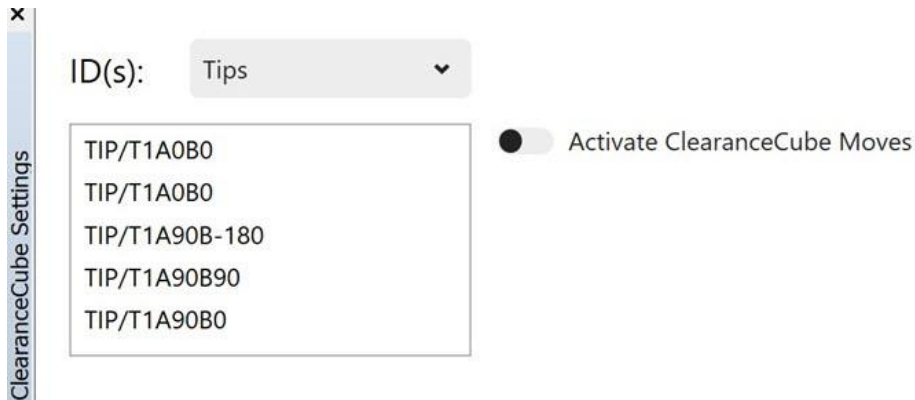 ClearanceCube Settings
ID(s):
Tips
TIP/T1A0B0
TIP/T1A0B0
TIP/T1A90B-180
TIP/T1A90B90
TIP/T1A90B0
Activate ClearanceCube Moves